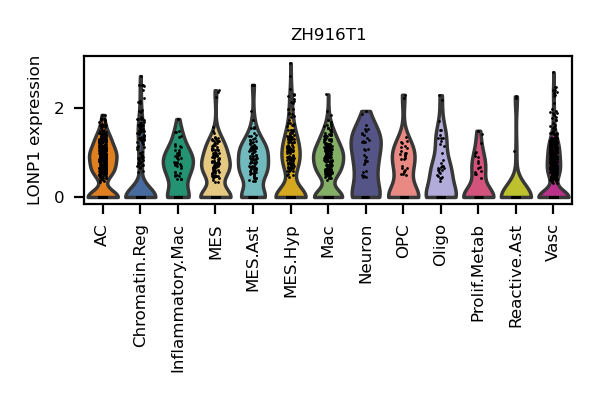 ZH916T1
LONP1 expression
2
0
AC
Chromatin.Reg
Inflammatory.Mac
MES
MES.Ast
MES.Hyp
Mac
Neuron
OPC
Oligo
Prolif.Metab
Reactive.Ast
Vasc